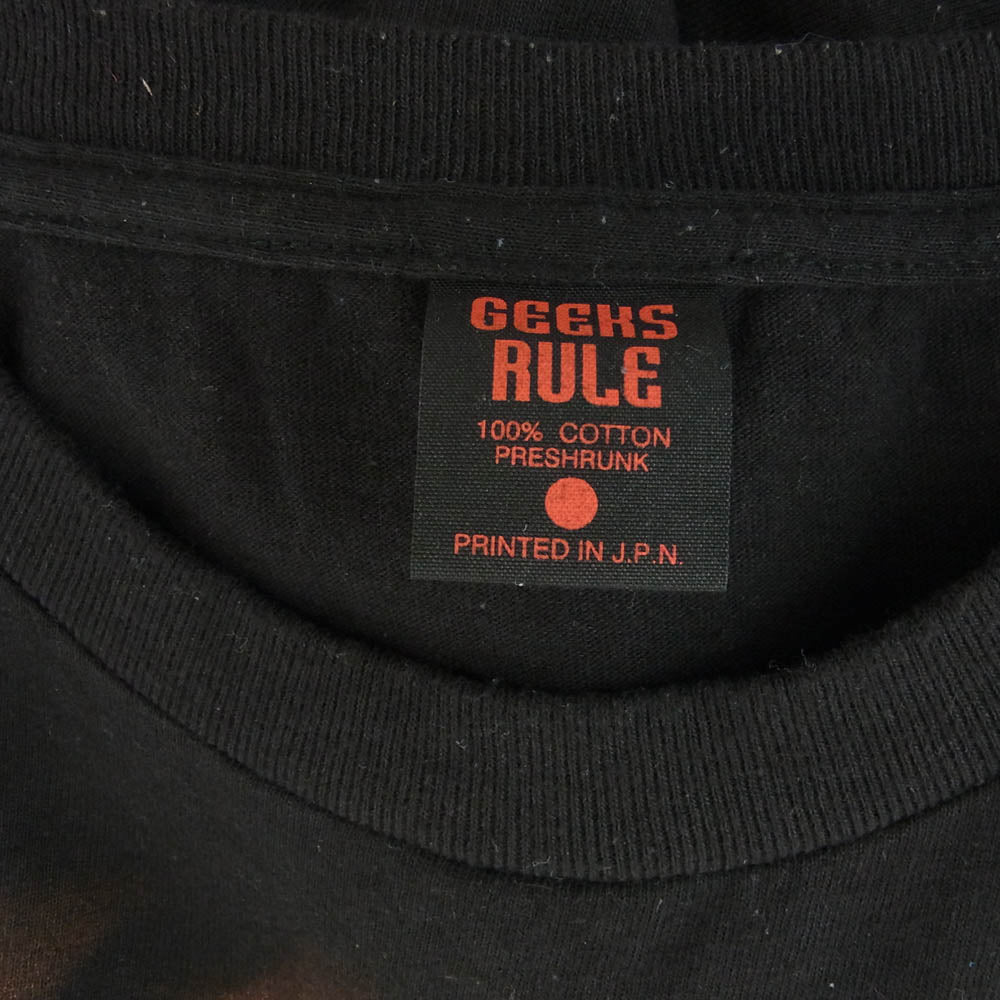 GEEKS
RULE
100% COTTON
PRESHRUNK
PRINTED IN J.P.N.